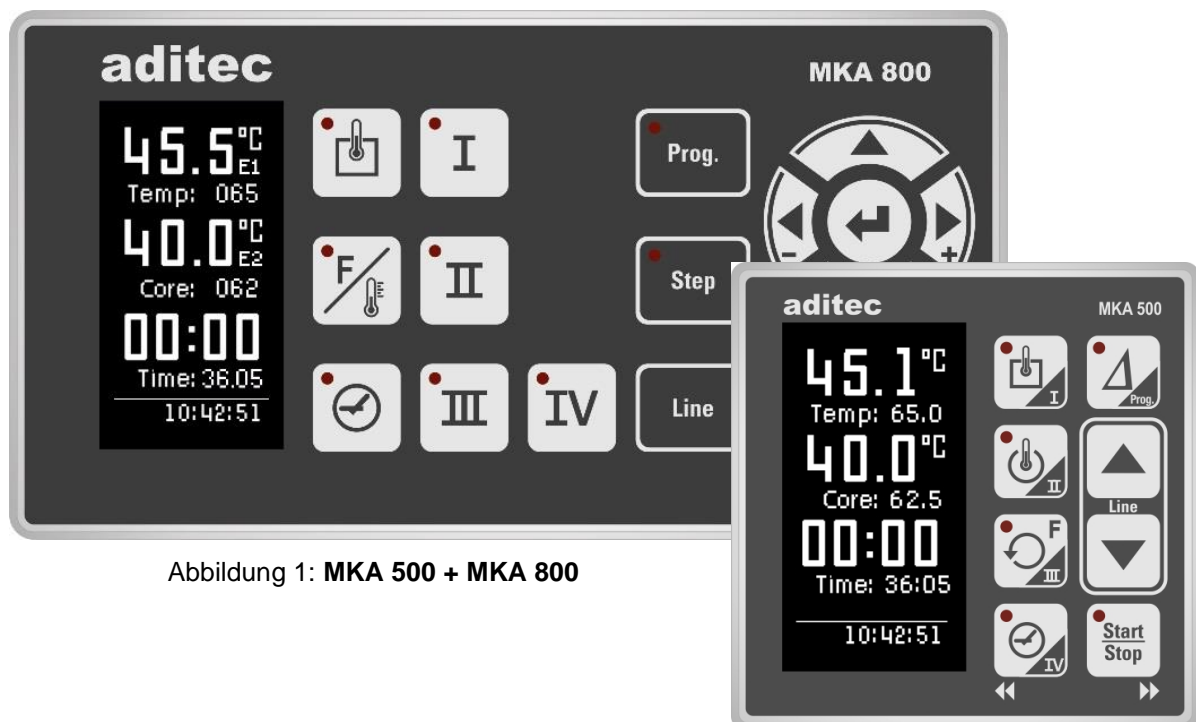 aditec
MKA 800
45.5°C
E1
Temp: 065
40.0°C
E2
Core: 062
00:00
Time: 36.05
10:42:51
I
F
II
III
IV
Prog.
Step
Line
-
+
aditec
MKA 500
45.1°C
Temp: 65.0
40.0°C
Core: 62.5
00:00
Time: 36:05
10:42:51
I
Prog.
II
Line
F
III
IV
Start
Stop
Abbildung 1: MKA 500 + MKA 800